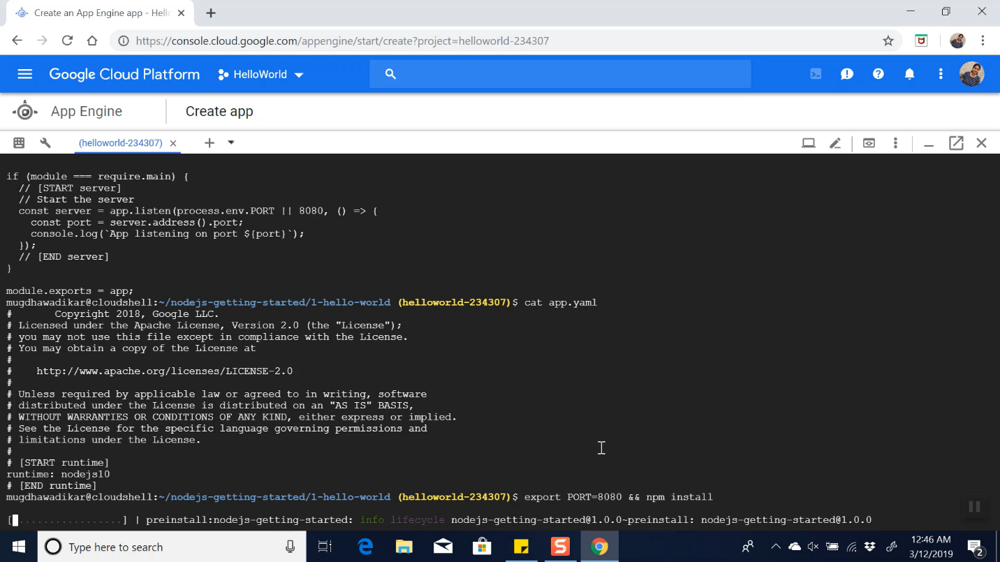 Create an App Engine app - Hell
https://console.cloud.google.com/appengine/start/create?project=helloworld-234307
Google Cloud Platform
HelloWorld
App Engine
Create app
(helloworld-234307)
if (module === require.main) {
  // [START server]
  // Start the server
  const server = app.listen(process.env.PORT || 8080, () => {
    const port = server.address().port;
    console.log(`App listening on port ${port}`);
  });
  // [END server]
}
module.exports = app;
mugdhawadikar@cloudshell:~/nodejs-getting-started/1-hello-world (helloworld-234307)$ cat app.yaml
#       Copyright 2018, Google LLC.
# Licensed under the Apache License, Version 2.0 (the "License");
# you may not use this file except in compliance with the License.
# You may obtain a copy of the License at
#
#    http://www.apache.org/licenses/LICENSE-2.0
#
# Unless required by applicable law or agreed to in writing, software
# distributed under the License is distributed on an "AS IS" BASIS,
# WITHOUT WARRANTIES OR CONDITIONS OF ANY KIND, either express or implied.
# See the License for the specific language governing permissions and
# limitations under the License.
#
# [START runtime]
runtime: nodejs10
# [END runtime]
mugdhawadikar@cloudshell:~/nodejs-getting-started/1-hello-world (helloworld-234307)$ export PORT=8080 && npm install
[ .................] | preinstall:nodejs-getting-started: info lifecycle nodejs-getting-started@1.0.0~preinstall: nodejs-getting-started@1.0.0
Type here to search
12:46 AM
3/12/2019
2